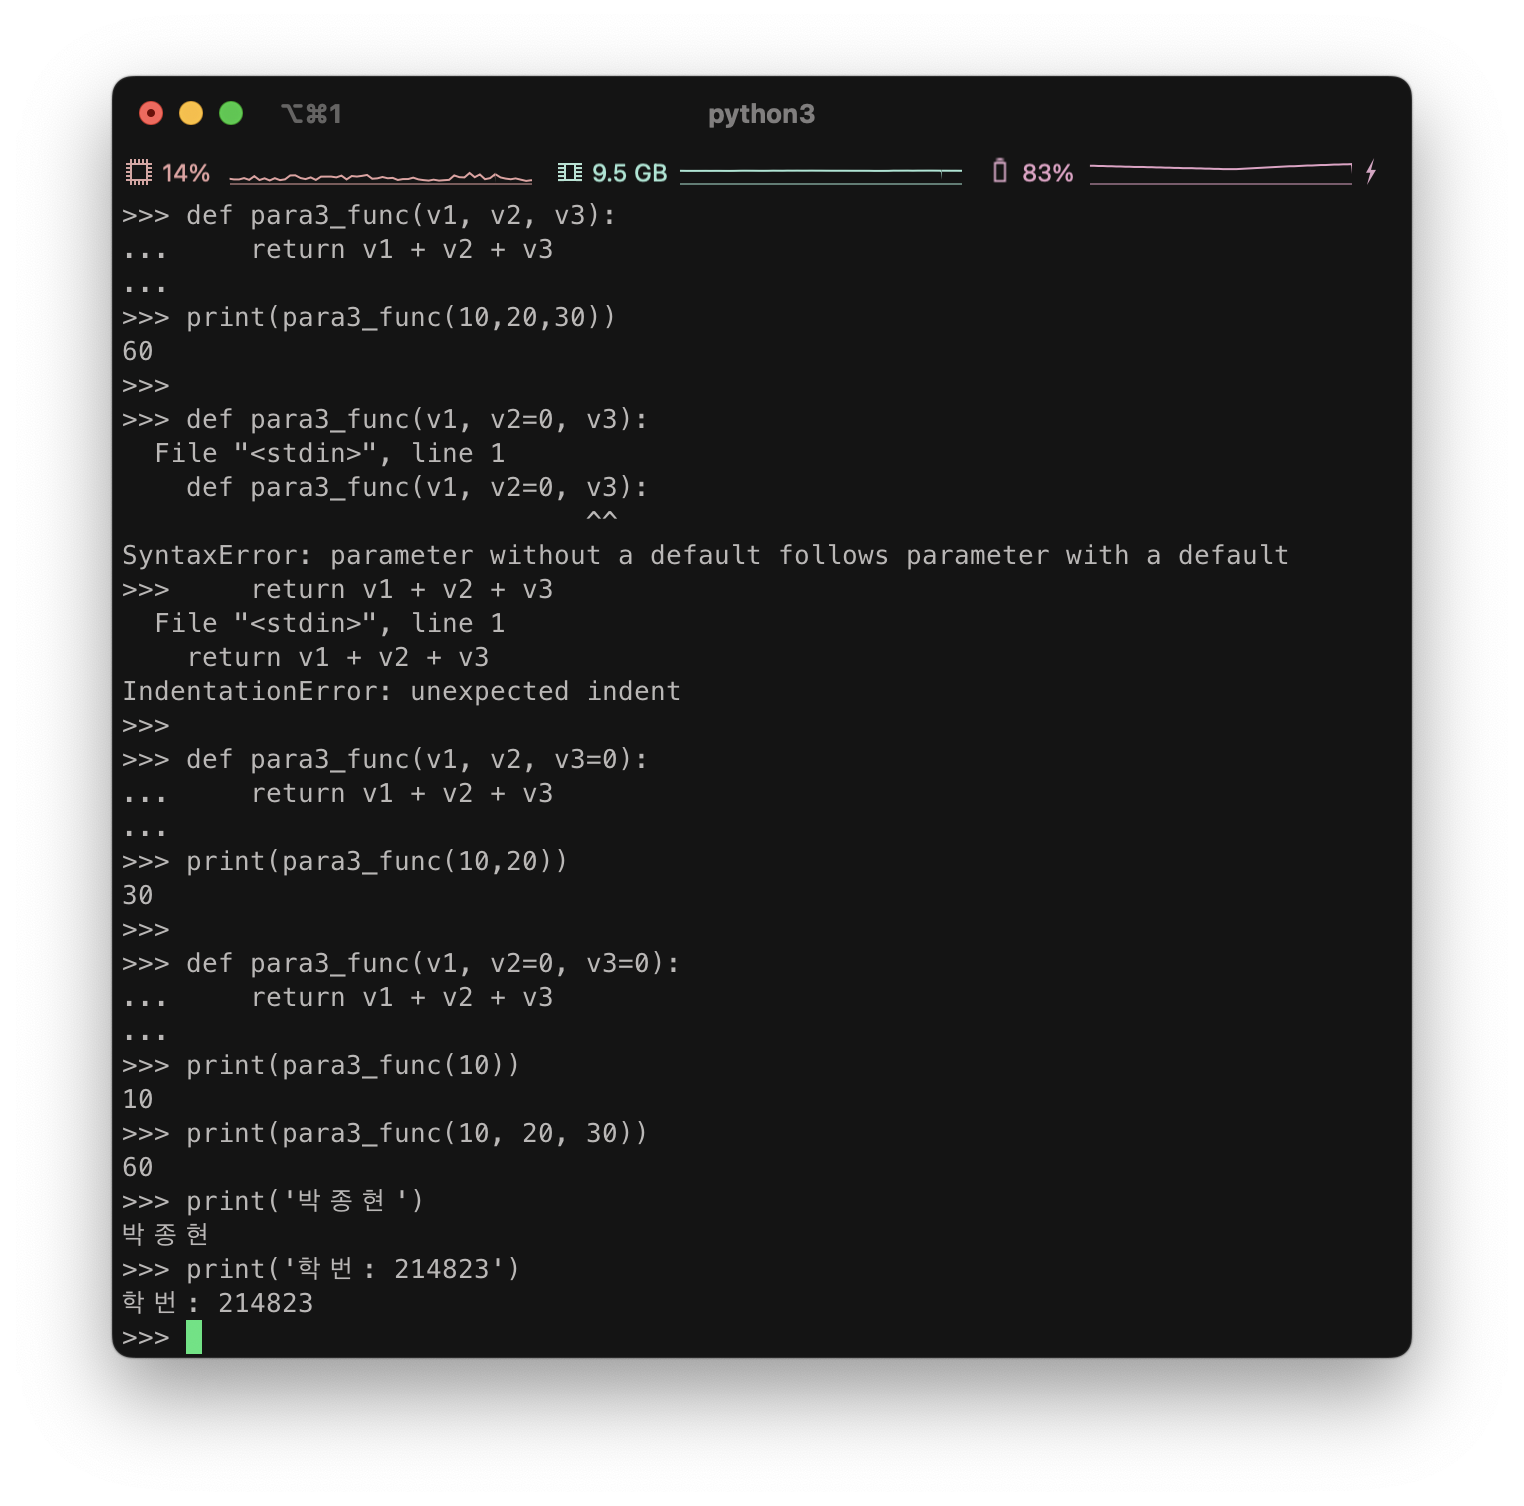 ⌥⌘1 python3
14% 9.5 GB 83%
>>> def para3_func(v1, v2, v3):
...     return v1 + v2 + v3
...
>>> print(para3_func(10,20,30))
60
>>>
>>> def para3_func(v1, v2=0, v3):
  File "<stdin>", line 1
    def para3_func(v1, v2=0, v3):
                             ^^
SyntaxError: parameter without a default follows parameter with a default
>>>     return v1 + v2 + v3
  File "<stdin>", line 1
    return v1 + v2 + v3
IndentationError: unexpected indent
>>>
>>> def para3_func(v1, v2, v3=0):
...     return v1 + v2 + v3
...
>>> print(para3_func(10,20))
30
>>>
>>> def para3_func(v1, v2=0, v3=0):
...     return v1 + v2 + v3
...
>>> print(para3_func(10))
10
>>> print(para3_func(10, 20, 30))
60
>>> print('박종현')
박종현
>>> print('학번: 214823')
학번: 214823
>>>